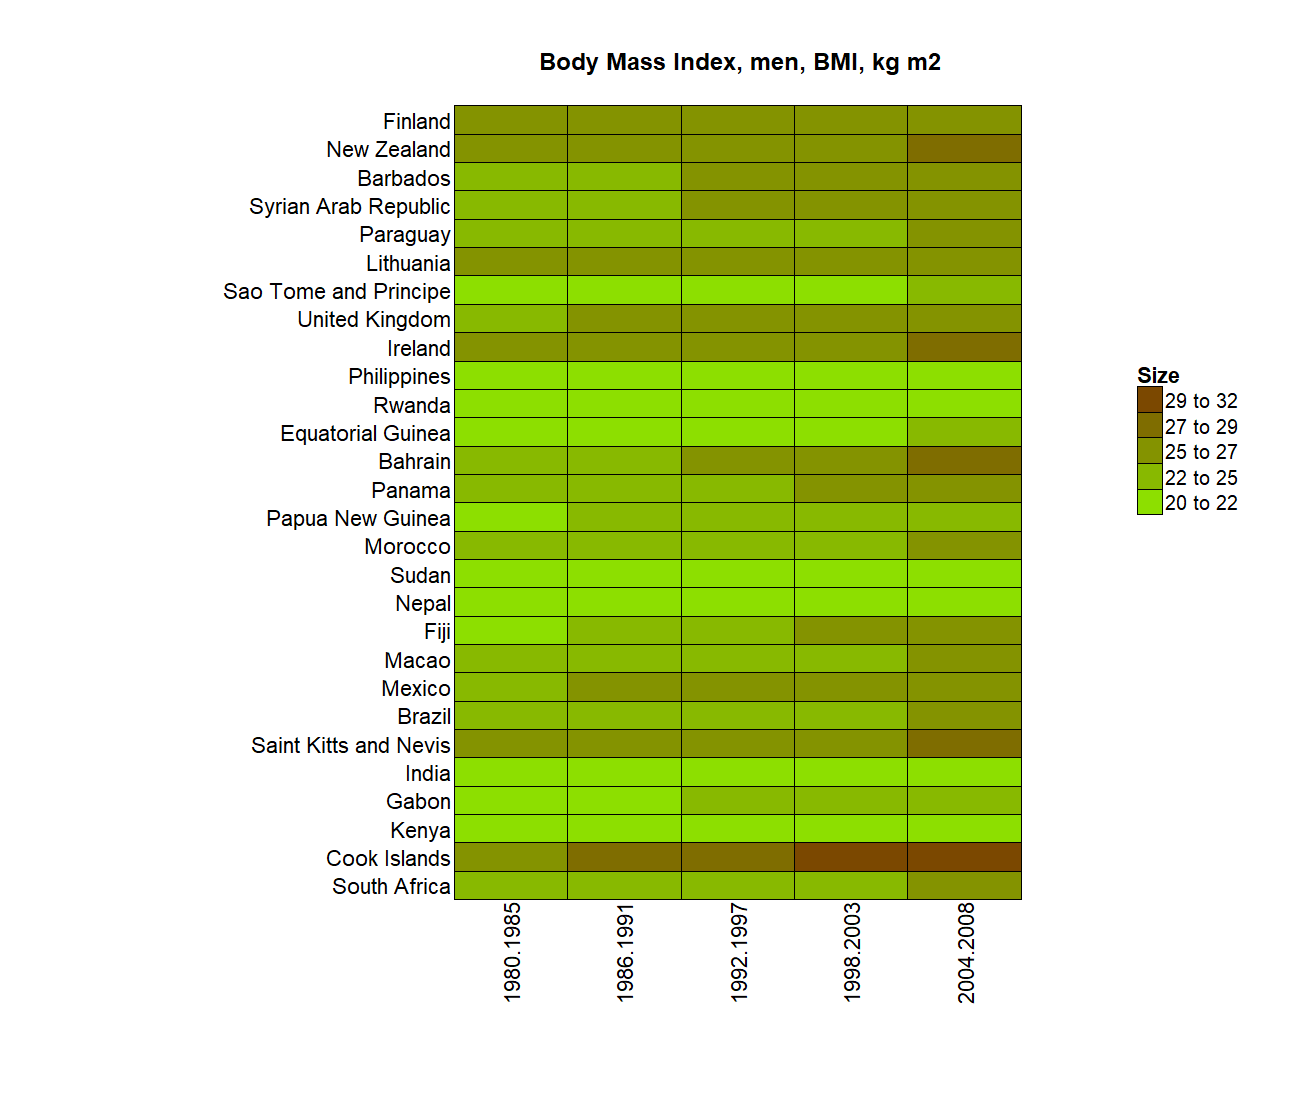 Body Mass Index, men, BMI, kg m2
Finland
New Zealand
Barbados
Syrian Arab Republic
Paraguay
Lithuania
Sao Tome and Principe
United Kingdom
Ireland
Philippines
Rwanda
Equatorial Guinea
Bahrain
Panama
Papua New Guinea
Morocco
Sudan
Nepal
Fiji
Macao
Mexico
Brazil
Saint Kitts and Nevis
India
Gabon
Kenya
Cook Islands
South Africa
1980.1985
1986.1991
1992.1997
1998.2003
2004.2008
Size
29 to 32
27 to 29
25 to 27
22 to 25
20 to 22